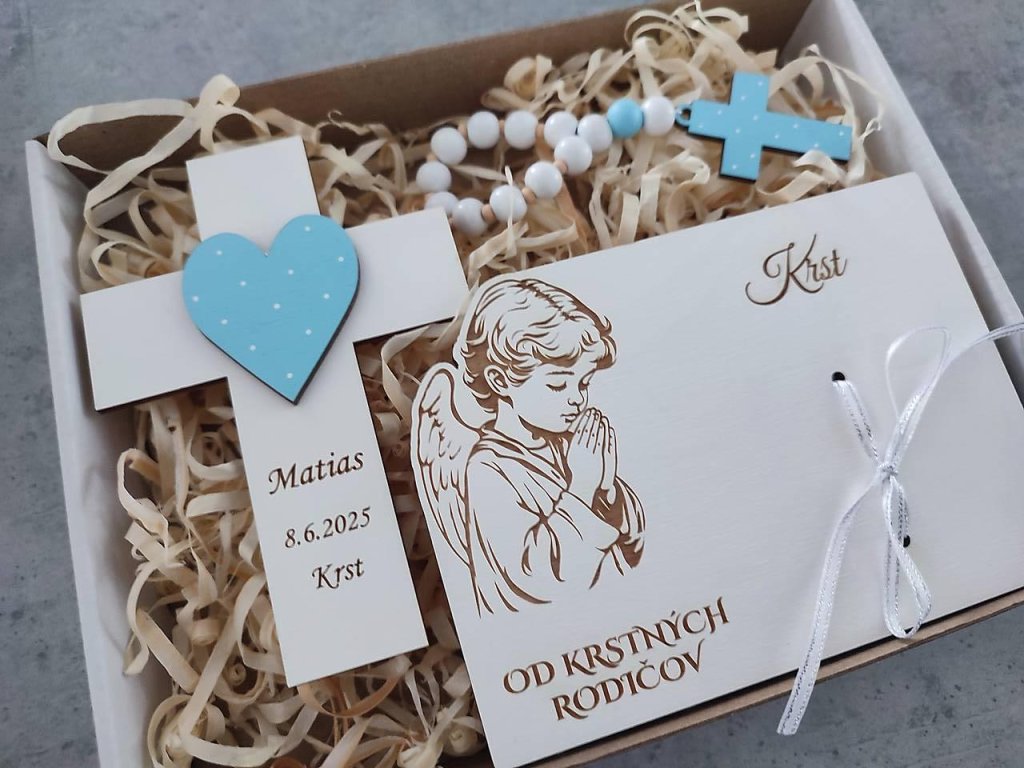 Matias
8.6.2025
Krst
Krst
OD KRSTNÝCH
RODIČOV